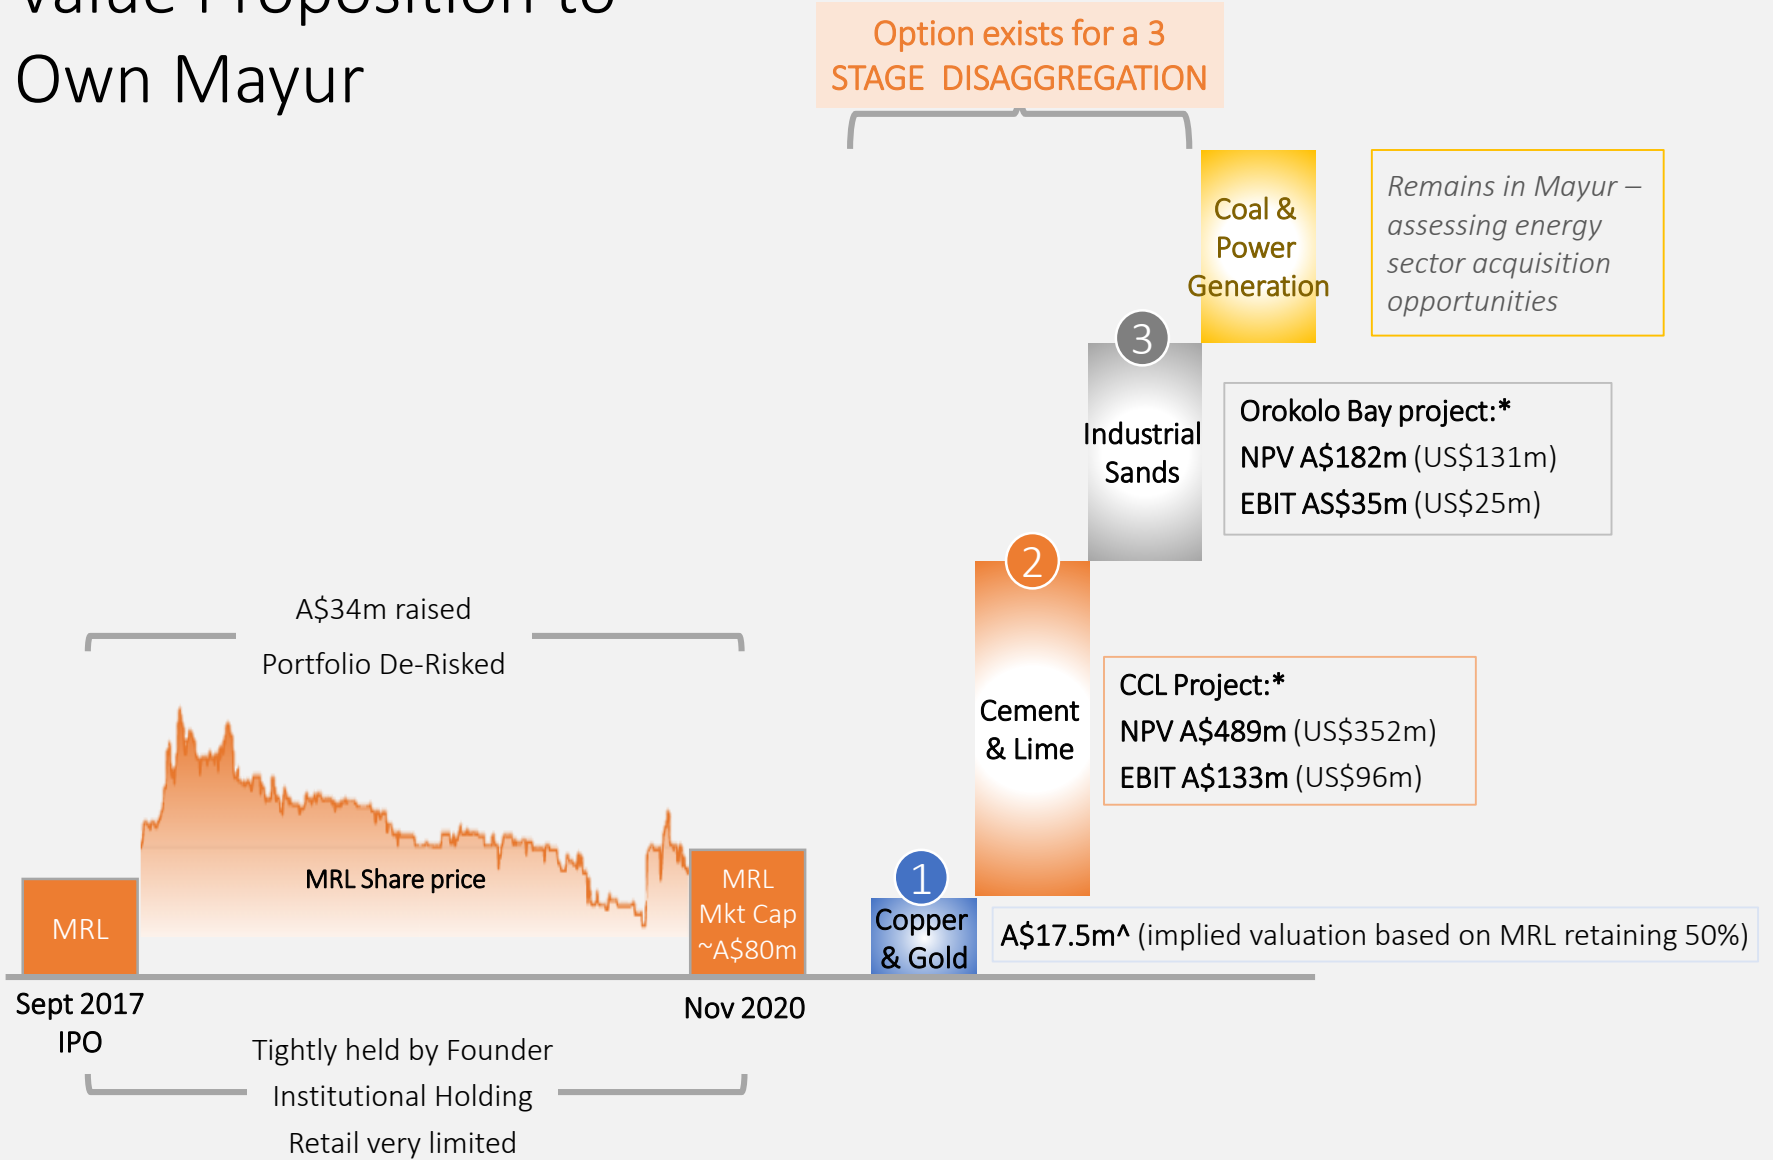 Value Proposition to
Own Mayur
Option exists for a 3
STAGE DISAGGREGATION
Coal &
Power
Generation
Remains in Mayur –
assessing energy
sector acquisition
opportunities
3
Industrial
Sands
Orokolo Bay project:*
NPV A$182m (US$131m)
EBIT AS$35m (US$25m)
2
Cement
& Lime
CCL Project:*
NPV A$489m (US$352m)
EBIT A$133m (US$96m)
1
Copper
& Gold
A$17.5m^ (implied valuation based on MRL retaining 50%)
A$34m raised
Portfolio De-Risked
MRL Share price
MRL
MRL
Mkt Cap
~A$80m
Sept 2017
IPO
Nov 2020
Tightly held by Founder
Institutional Holding
Retail very limited